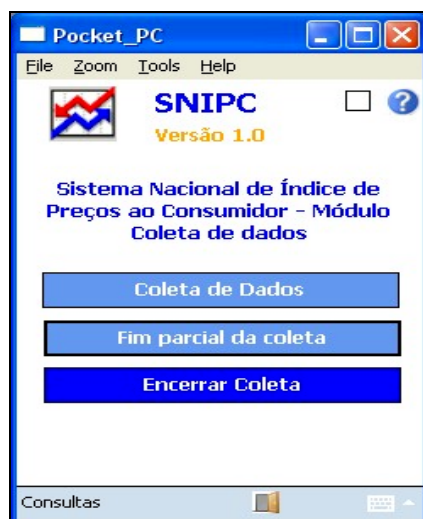 Pocket_PC
File Zoom Tools Help
SNIPC
Versão 1.0
Sistema Nacional de Índice de
Preços ao Consumidor - Módulo
Coleta de dados
Coleta de Dados
Fim parcial da coleta
Encerrar Coleta
Consultas